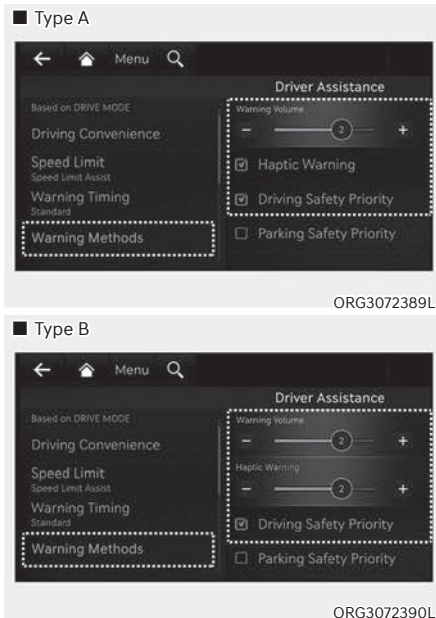 ■ Type A
Menu
Driver Assistance
Based on DRIVE MODE
Driving Convenience
Speed Limit
Speed Limit Assist
Warning Timing
Standard
Warning Methods
Warning Volume
- 2 +
Haptic Warning
Driving Safety Priority
Parking Safety Priority
ORG3072389L
■ Type B
Menu
Driver Assistance
Based on DRIVE MODE
Driving Convenience
Speed Limit
Speed Limit Assist
Warning Timing
Standard
Warning Methods
Warning Volume
- 2 +
Haptic Warning
- 2 +
Driving Safety Priority
Parking Safety Priority
ORG3072390L